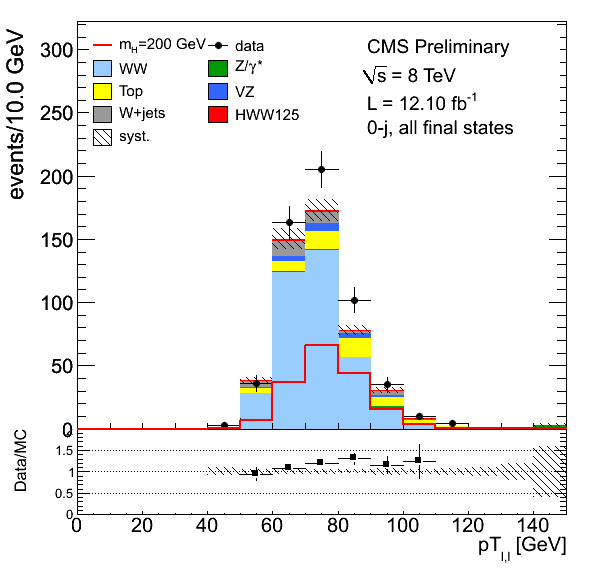 events/10.0 GeV
300
250
200
150
100
50
0
m_H=200 GeV
data
WW
Z/γ*
Top
VZ
W+jets
HWW125
syst.
CMS Preliminary
√s = 8 TeV
L = 12.10 fb⁻¹
0-j, all final states
Data/MC
2
1.5
1
0.5
0
0 20 40 60 80 100 120 140
pT_l,l [GeV]